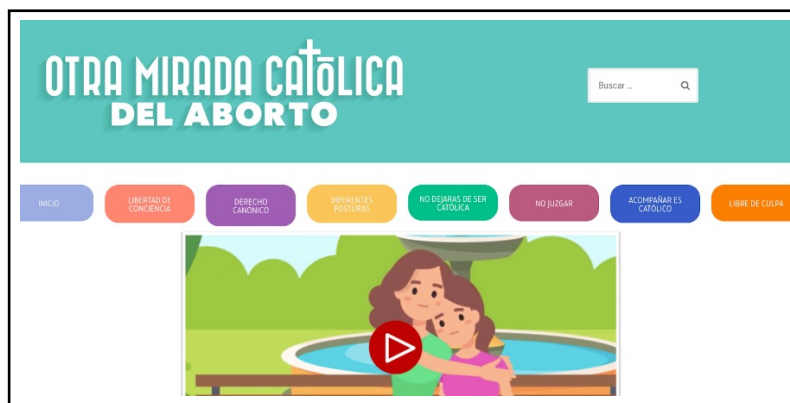 OTRA MIRADA CATÓLICA
DEL ABORTO
Buscar ...
INICIO
LIBERTAD DE
CONCIENCIA
DERECHO
CANÓNICO
DIFERENTES
POSTURAS
NO DEJARAS DE SER
CATÓLICA
NO JUZGAR
ACOMPAÑAR ES
CATÓLICO
LIBRE DE CULPA